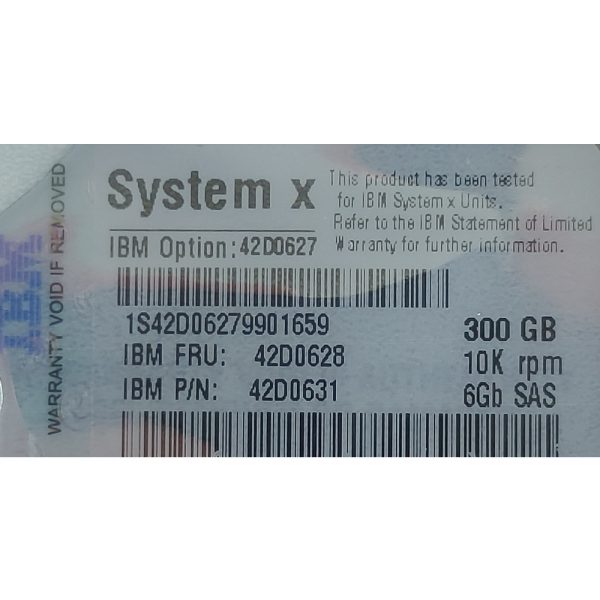 WARRANTY VOID IF REMOVED
IBM
System x
This product has been tested
for IBM System x Units.
Refer to the IBM Statement of Limited
Warranty for further information.
IBM Option: 42D0627
1S42D06279901659
300 GB
IBM FRU: 42D0628
10K rpm
IBM P/N: 42D0631
6Gb SAS